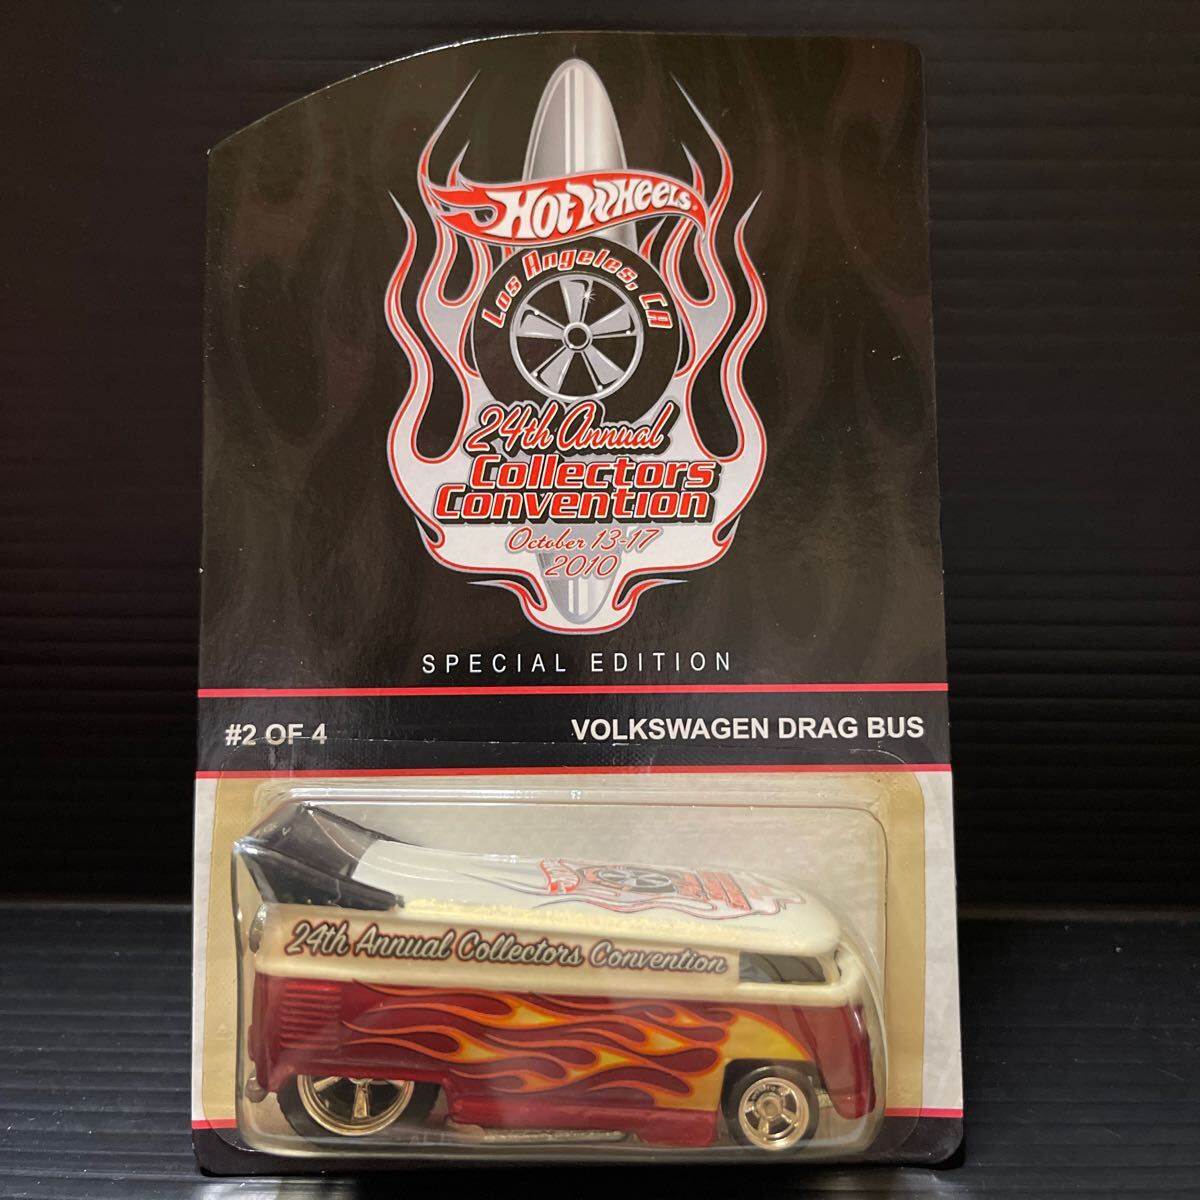 HOT WHEELS
Los Angeles, CA
24th Annual
Collectors
Convention
October 13-17
2010
SPECIAL EDITION
#2 OF 4
VOLKSWAGEN DRAG BUS
24th Annual Collectors Convention